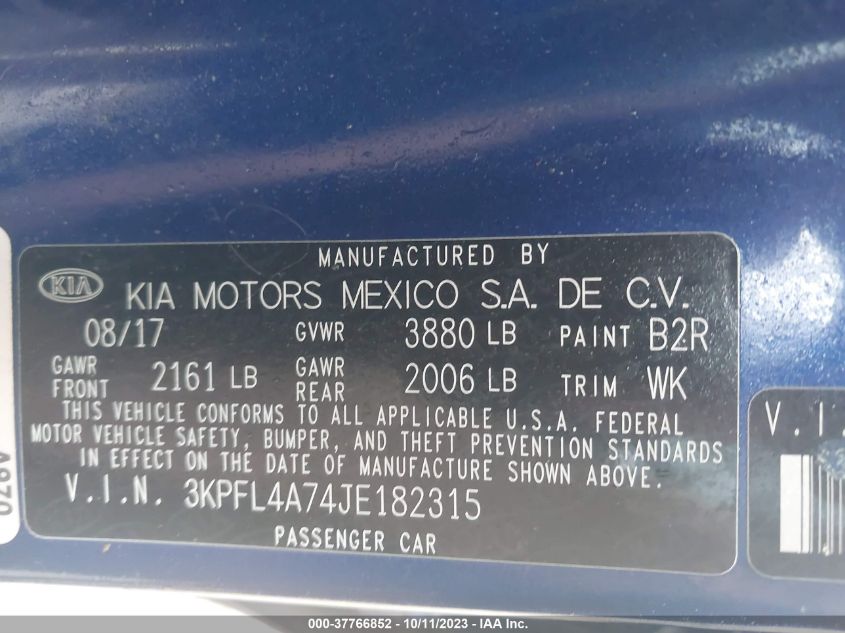 MANUFACTURED BY
KIA KIA MOTORS MEXICO S.A. DE C.V.
08/17 GVWR 3880 LB PAINT B2R
GAWR FRONT 2161 LB GAWR REAR 2006 LB TRIM WK
THIS VEHICLE CONFORMS TO ALL APPLICABLE U.S.A. FEDERAL
MOTOR VEHICLE SAFETY, BUMPER, AND THEFT PREVENTION STANDARDS
IN EFFECT ON THE DATE OF MANUFACTURE SHOWN ABOVE.
V.I.N. 3KPFL4A74JE182315
PASSENGER CAR
V.I.
A970
000-37766852 - 10/11/2023 - IAAI Inc.